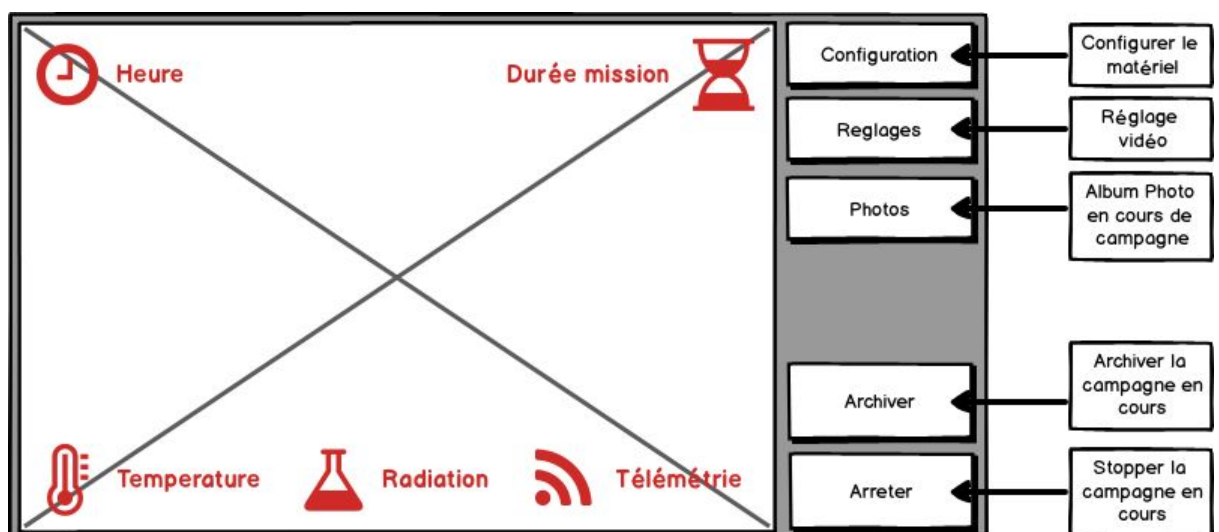 Heure
Durée mission
Temperature
Radiation
Télémétrie
Configuration
Reglages
Photos
Archiver
Arreter
Configurer le
matériel
Réglage
vidéo
Album Photo
en cours de
campagne
Archiver la
campagne en
cours
Stopper la
campagne en
cours